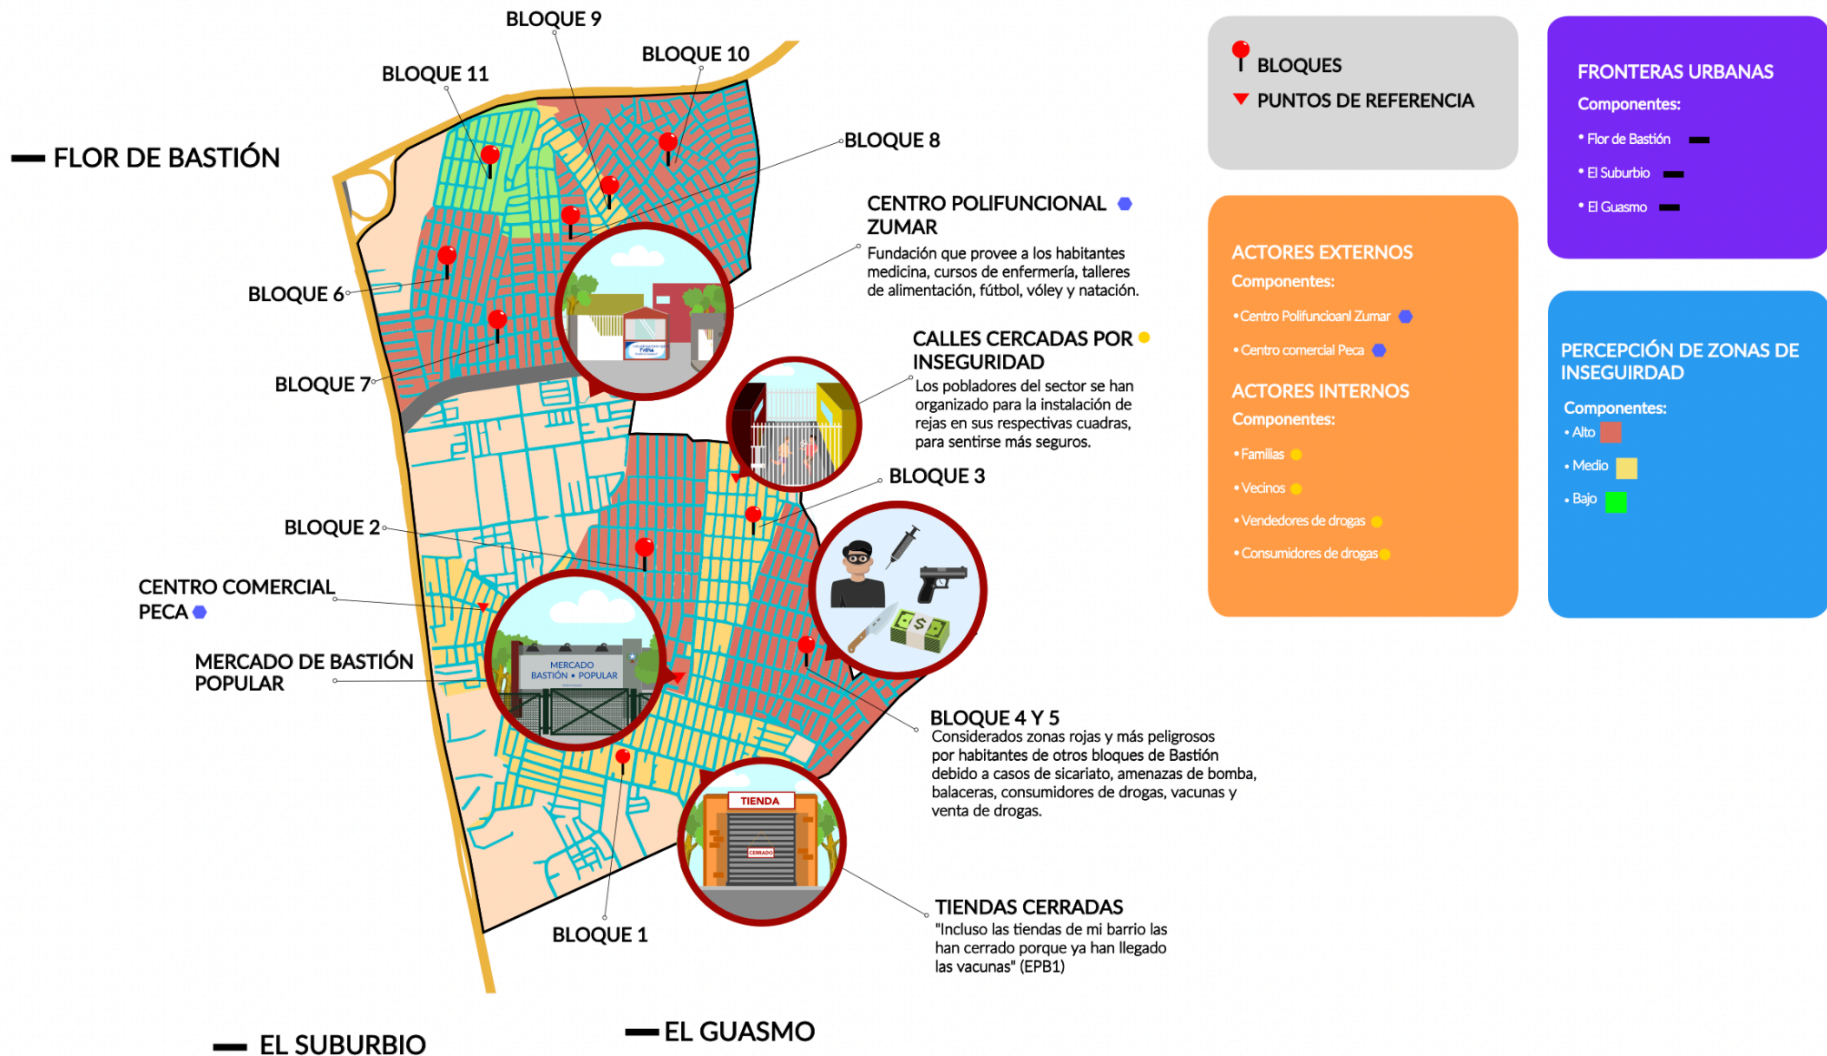 BLOQUE 9
BLOQUE 10
BLOQUE 11
BLOQUE 8
FLOR DE BASTIÓN
CENTRO POLIFUNCIONAL
ZUMAR
Fundación que provee a los habitantes
medicina, cursos de enfermería, talleres
de alimentación, fútbol, vóley y natación.
BLOQUE 6
CALLES CERCADAS POR
INSEGURIDAD
Los pobladores del sector se han
organizado para la instalación de
rejas en sus respectivas cuadras,
para sentirse más seguros.
BLOQUE 7
BLOQUE 3
BLOQUE 2
CENTRO COMERCIAL
PECA
MERCADO DE BASTIÓN
POPULAR
MERCADO
BASTIÓN • POPULAR
BLOQUE 4 Y 5
Considerados zonas rojas y más peligrosos
por habitantes de otros bloques de Bastión
debido a casos de sicariato, amenazas de bomba,
balaceras, consumidores de drogas, vacunas y
venta de drogas.
TIENDA
CERRADO
BLOQUE 1
TIENDAS CERRADAS
"Incluso las tiendas de mi barrio las
han cerrado porque ya han llegado
las vacunas" (EPB1)
EL SUBURBIO
EL GUASMO
BLOQUES
PUNTOS DE REFERENCIA
ACTORES EXTERNOS
Componentes:
• Centro Polifuncioanl Zumar
• Centro comercial Peca
ACTORES INTERNOS
Componentes:
• Familias
• Vecinos
• Vendedores de drogas
• Consumidores de drogas
FRONTERAS URBANAS
Componentes:
• Flor de Bastión
• El Suburbio
• El Guasmo
PERCEPCIÓN DE ZONAS DE
INSEGUIRDAD
Componentes:
• Alto
• Medio
• Bajo